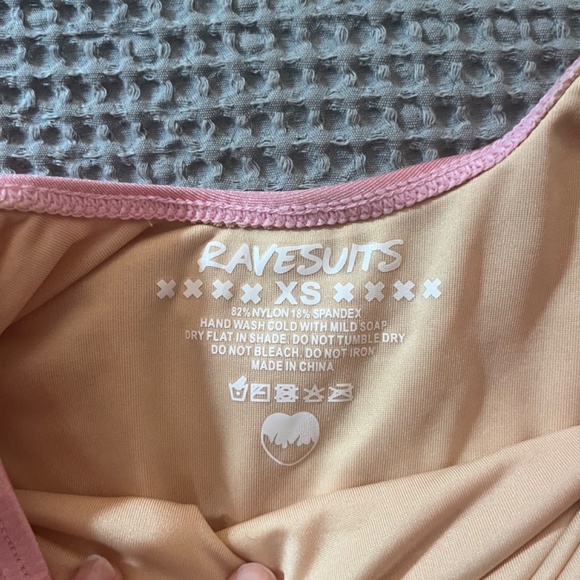 RAVESUITS
XS
82% NYLON 18% SPANDEX
HAND WASH COLD WITH MILD SOAP
DRY FLAT IN SHADE. DO NOT TUMBLE DRY
DO NOT BLEACH. DO NOT IRON
MADE IN CHINA